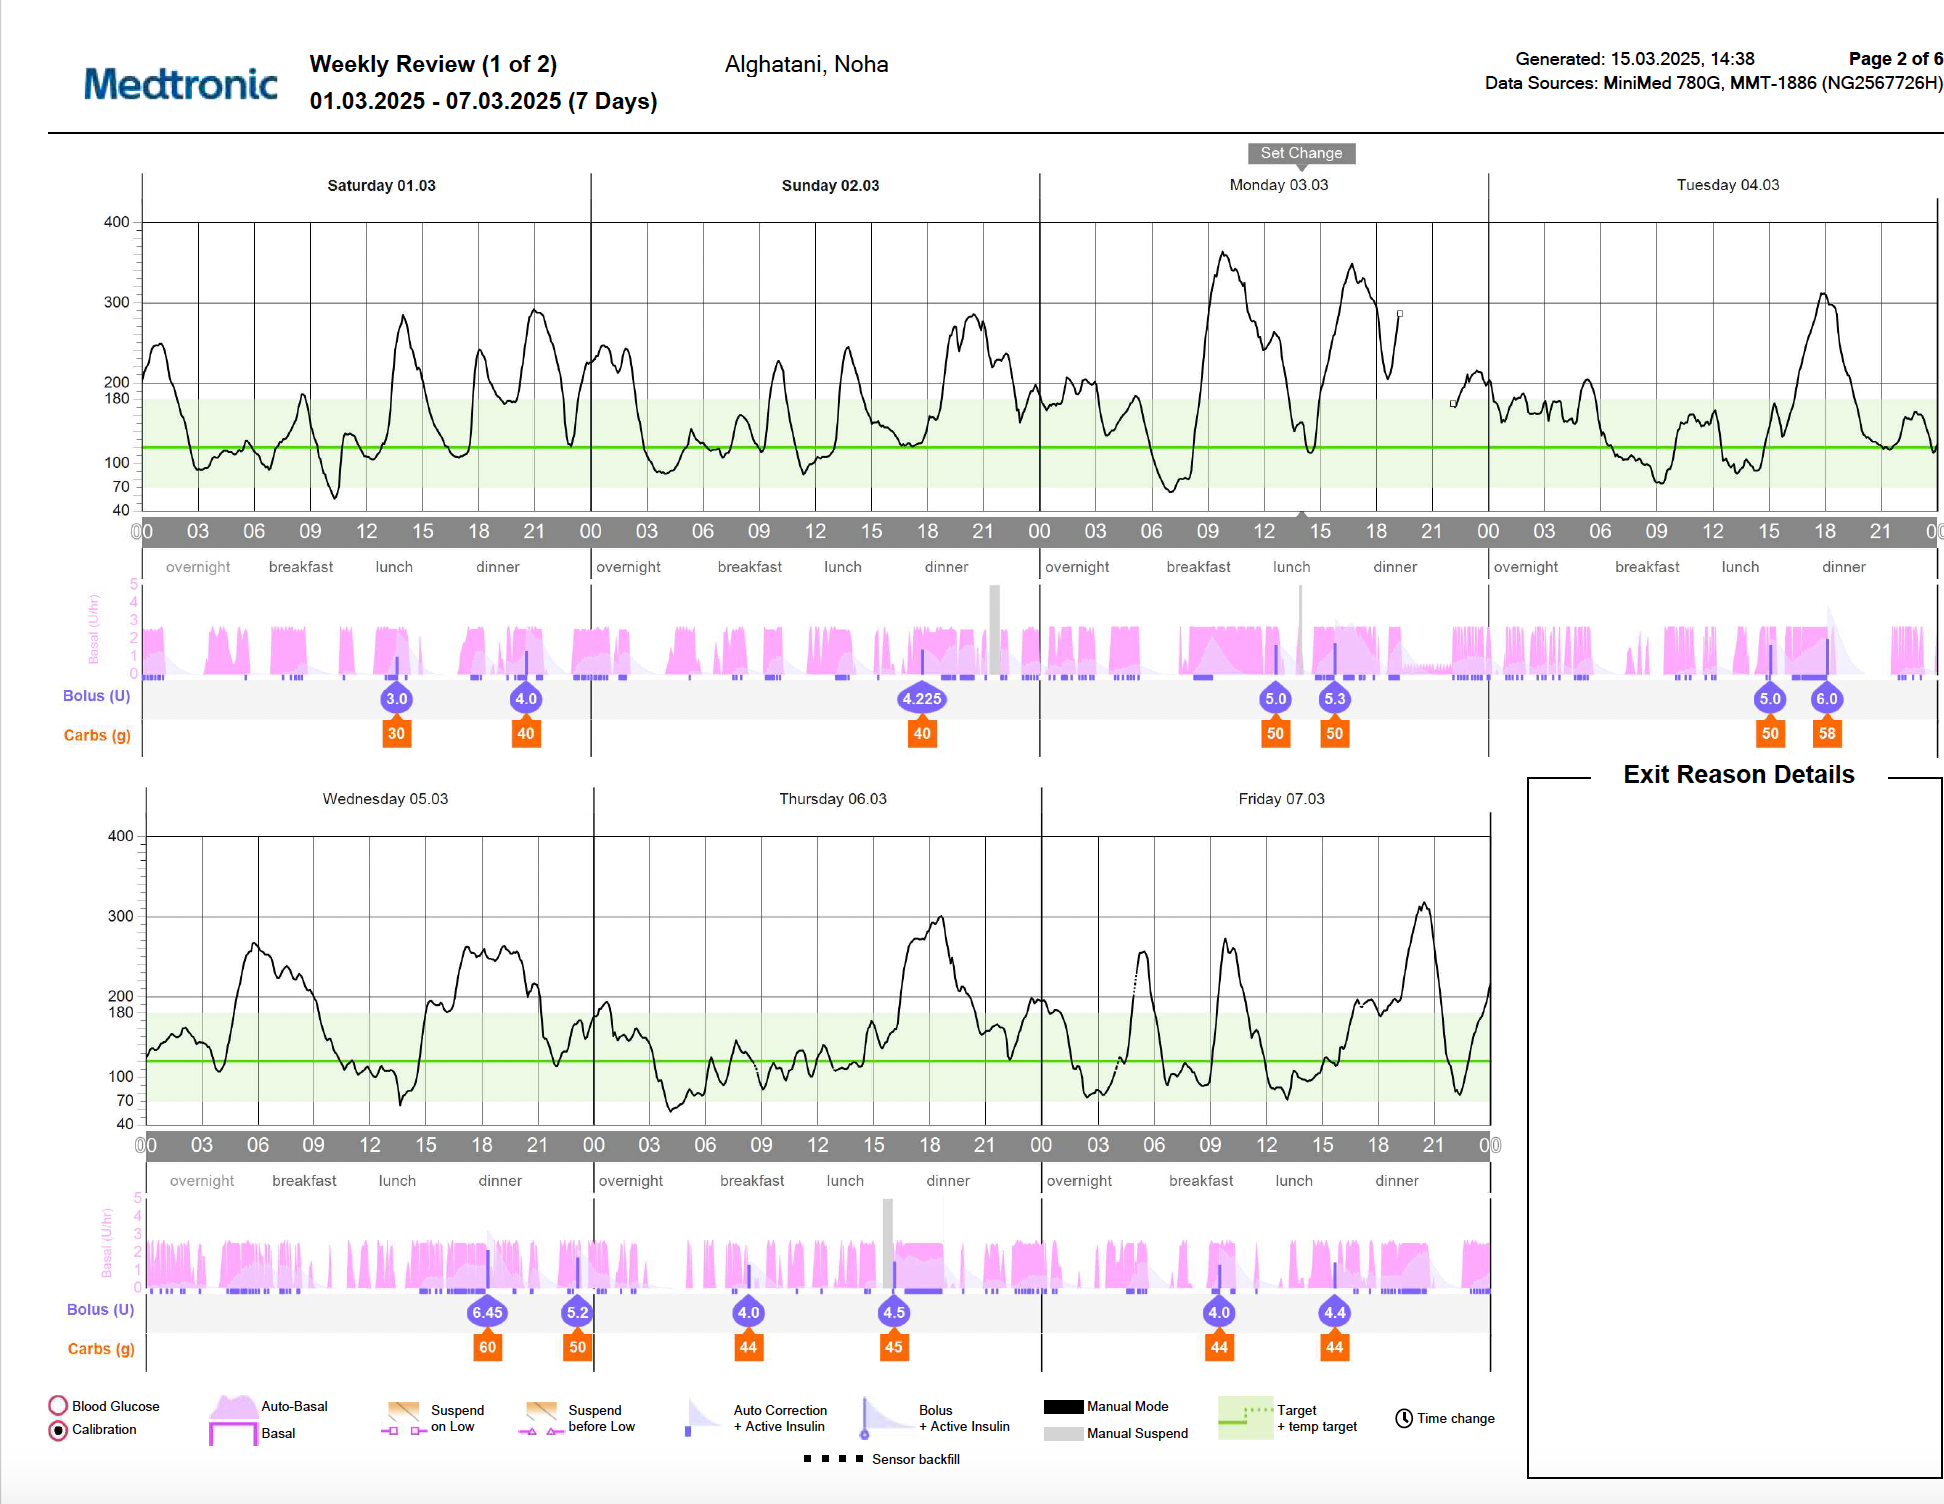 Medtronic
Weekly Review (1 of 2)
01.03.2025 - 07.03.2025 (7 Days)
Alghatani, Noha
Generated: 15.03.2025, 14:38
Page 2 of 6
Data Sources: MiniMed 780G, MMT-1886 (NG2567726H)
Set Change
Saturday 01.03 Sunday 02.03 Monday 03.03 Tuesday 04.03
400
300
200
180
100
70
40
00 03 06 09 12 15 18 21 00 03 06 09 12 15 18 21 00 03 06 09 12 15 18 21 00 03 06 09 12 15 18 21 00
overnight breakfast lunch dinner overnight breakfast lunch dinner overnight breakfast lunch dinner overnight breakfast lunch dinner
Basal (U/hr)
5
4
3
2
1
0
Bolus (U) 3.0 4.0 4.225 5.0 5.3 5.0 6.0
Carbs (g) 30 40 40 50 50 50 58
Exit Reason Details
Wednesday 05.03 Thursday 06.03 Friday 07.03
400
300
200
180
100
70
40
00 03 06 09 12 15 18 21 00 03 06 09 12 15 18 21 00 03 06 09 12 15 18 21 00
overnight breakfast lunch dinner overnight breakfast lunch dinner overnight breakfast lunch dinner
Basal (U/hr)
5
4
3
2
1
0
Bolus (U) 6.45 5.2 4.0 4.5 4.0 4.4
Carbs (g) 60 50 44 45 44 44
Blood Glucose
Calibration
Auto-Basal
Basal
Suspend
on Low
Suspend
before Low
Auto Correction
+ Active Insulin
Bolus
+ Active Insulin
Manual Mode
Manual Suspend
Target
+ temp target
Time change
Sensor backfill